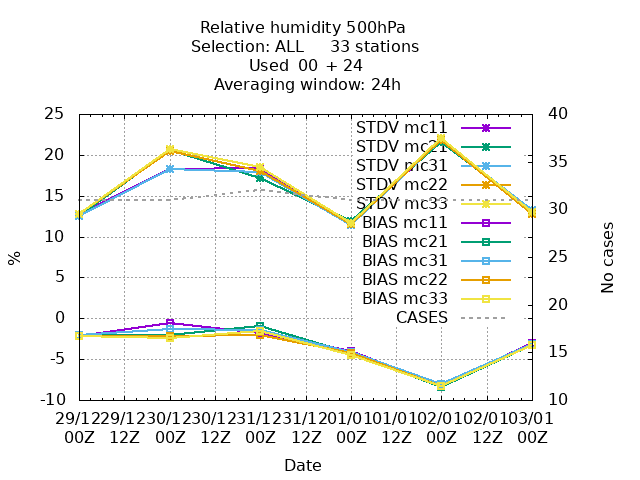 Relative humidity 500hPa
Selection: ALL 33 stations
Used 00 + 24
Averaging window: 24h
25
20
15
10
5
0
-5
-10
%
40
35
30
25
20
15
10
No cases
STDV mc11
STDV mc21
STDV mc31
STDV mc22
STDV mc33
BIAS mc11
BIAS mc21
BIAS mc31
BIAS mc22
BIAS mc33
CASES
29/12 29/12 30/12 30/12 31/12 31/12 01/01 01/01 02/01 02/01 03/01
00Z 12Z 00Z 12Z 00Z 12Z 00Z 12Z 00Z 12Z 00Z
Date